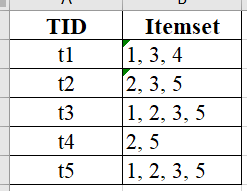 TID Itemset
t1 1, 3, 4
t2 2, 3, 5
t3 1, 2, 3, 5
t4 2, 5
t5 1, 2, 3, 5